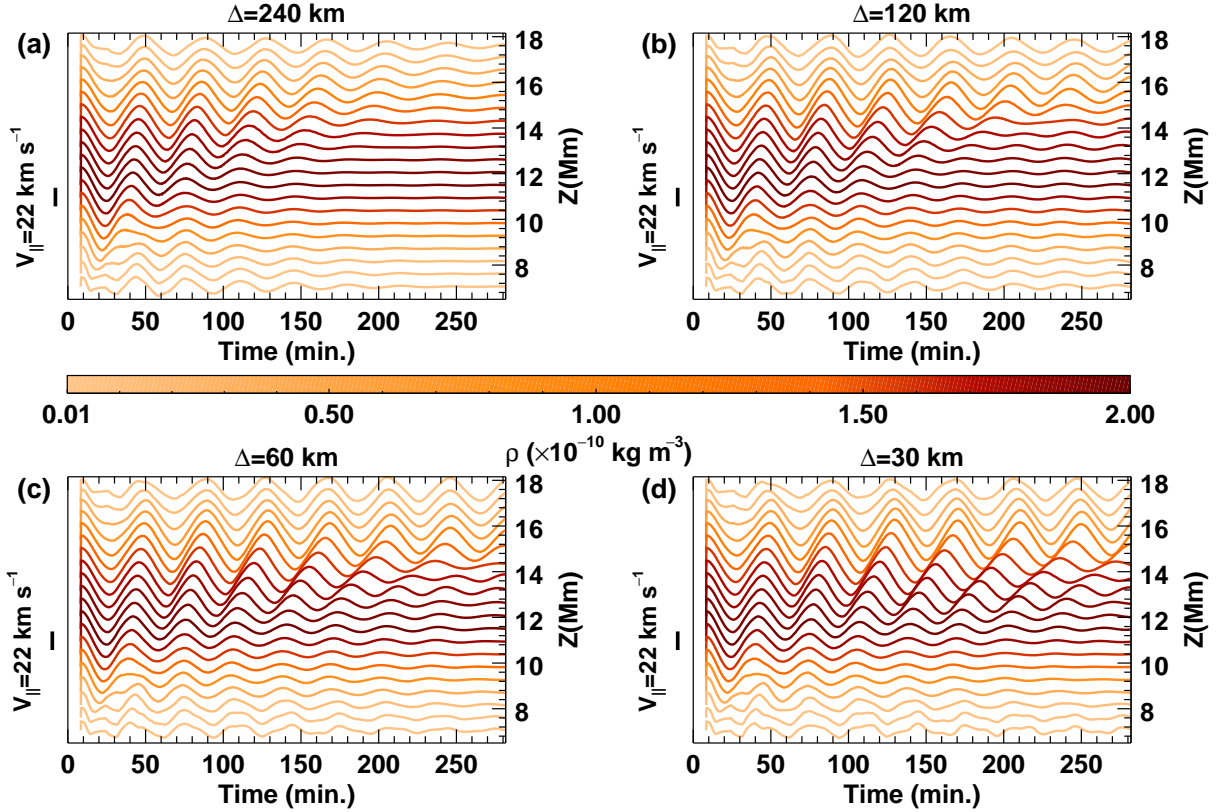 Δ=240 km
Δ=120 km
(a)
(b)
V||=22 km s−1
V||=22 km s−1
18
16
14
12
10
8
Z(Mm)
18
16
14
12
10
8
Z(Mm)
0 50 100 150 200 250
0 50 100 150 200 250
Time (min.)
Time (min.)
0.01 0.50 1.00 1.50 2.00
ρ (×10−10 kg m−3)
Δ=60 km
Δ=30 km
(c)
(d)
V||=22 km s−1
V||=22 km s−1
18
16
14
12
10
8
Z(Mm)
18
16
14
12
10
8
Z(Mm)
0 50 100 150 200 250
0 50 100 150 200 250
Time (min.)
Time (min.)